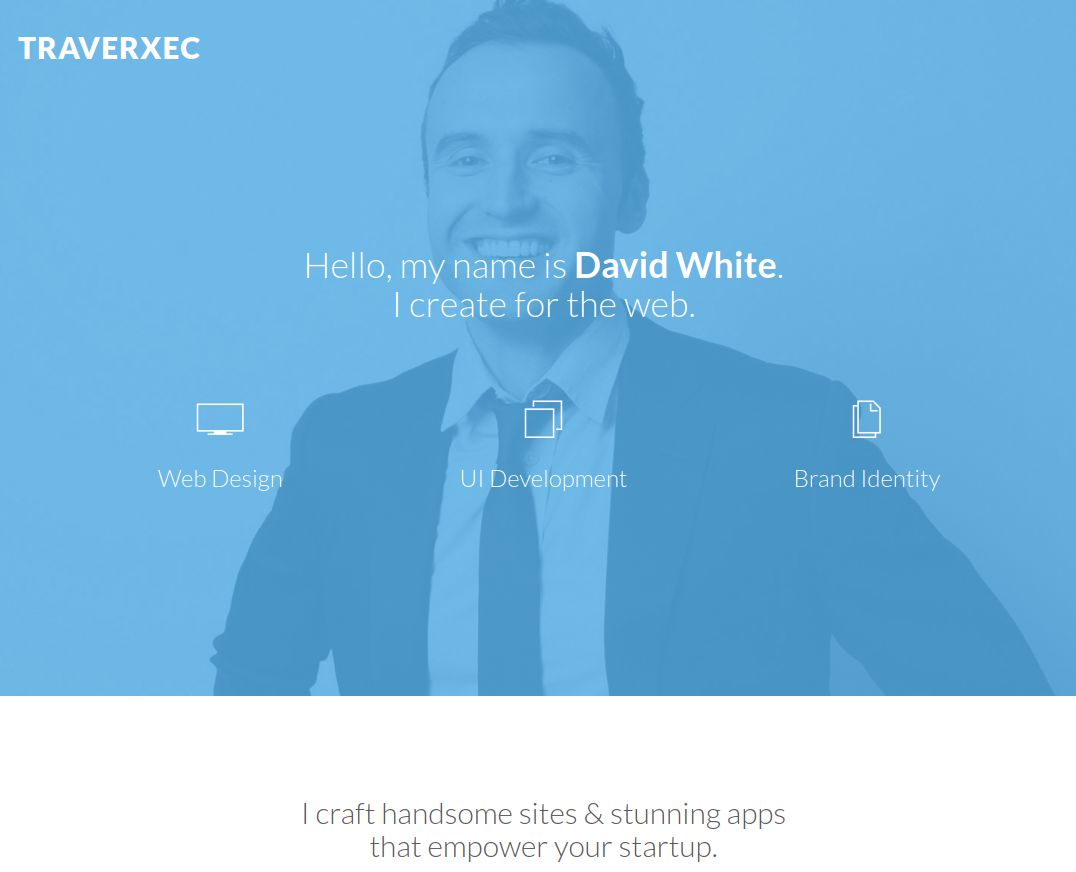 TRAVERXEC
Hello, my name is David White.
I create for the web.
Web Design
UI Development
Brand Identity
I craft handsome sites & stunning apps
that empower your startup.